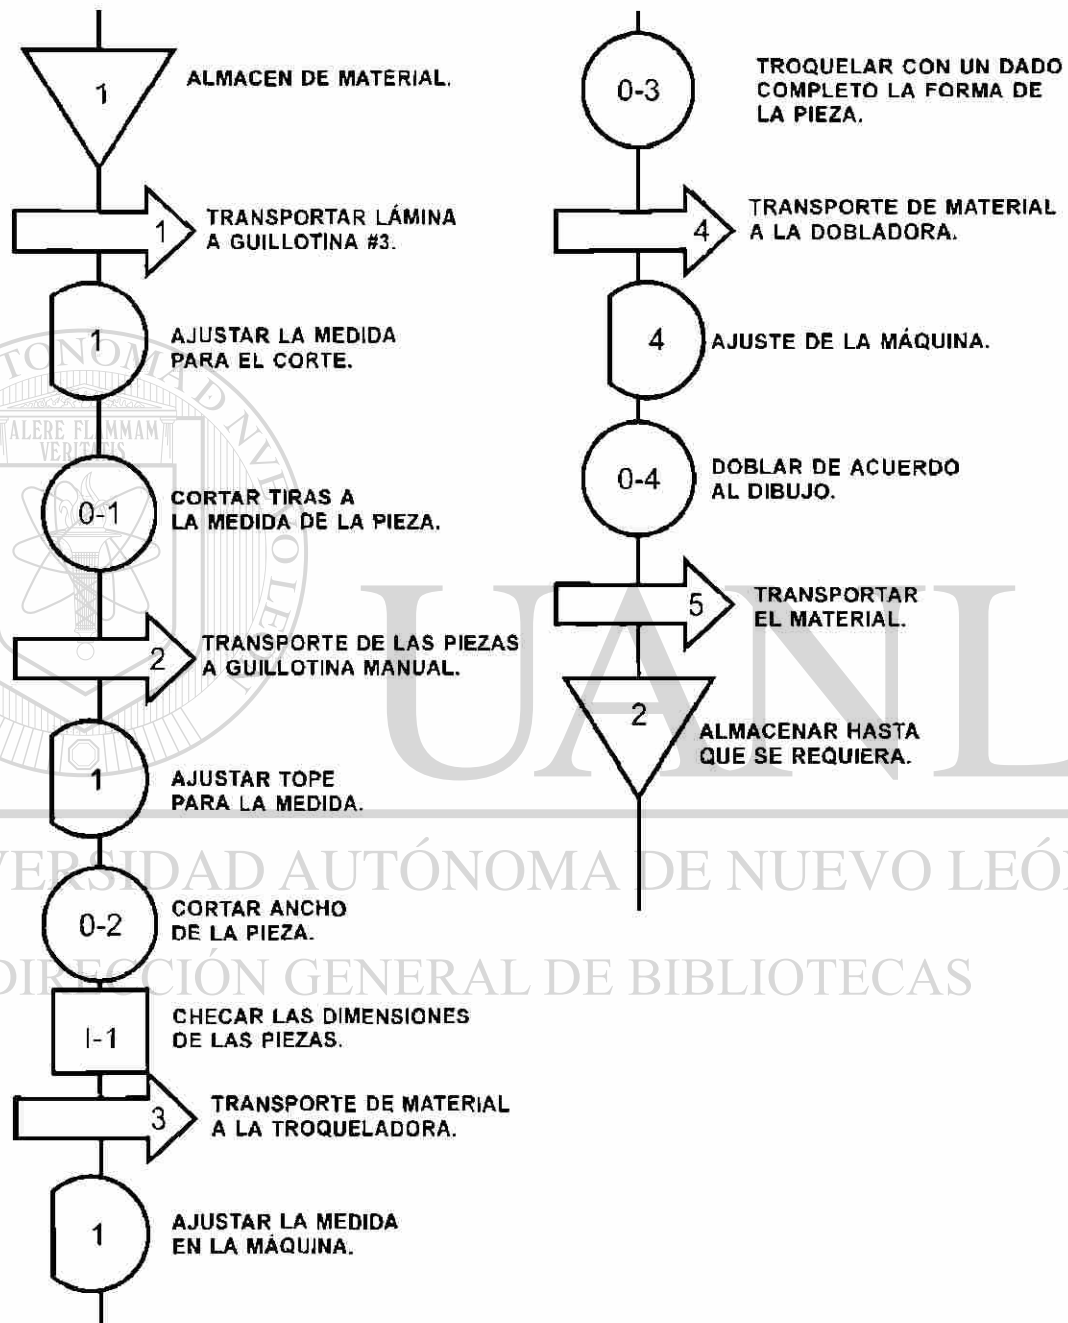 1
ALMACEN DE MATERIAL.
1
TRANSPORTAR LÁMINA
A GUILLOTINA #3.
1
AJUSTAR LA MEDIDA
PARA EL CORTE.
0-1
CORTAR TIRAS A
LA MEDIDA DE LA PIEZA.
2
TRANSPORTE DE LAS PIEZAS
A GUILLOTINA MANUAL.
1
AJUSTAR TOPE
PARA LA MEDIDA.
0-2
CORTAR ANCHO
DE LA PIEZA.
I-1
CHECAR LAS DIMENSIONES
DE LAS PIEZAS.
3
TRANSPORTE DE MATERIAL
A LA TROQUELADORA.
1
AJUSTAR LA MEDIDA
EN LA MÁQUINA.
0-3
TROQUELAR CON UN DADO
COMPLETO LA FORMA DE
LA PIEZA.
4
TRANSPORTE DE MATERIAL
A LA DOBLADORA.
4
AJUSTE DE LA MÁQUINA.
0-4
DOBLAR DE ACUERDO
AL DIBUJO.
5
TRANSPORTAR
EL MATERIAL.
2
ALMACENAR HASTA
QUE SE REQUIERA.
TONOMA D NVEVO LEO
ALERE FLAMMAM
VERITATIS
UANL
VERSIDAD AUTÓNOMA DE NUEVO LEÓ
DIRECCIÓN GENERAL DE BIBLIOTECAS